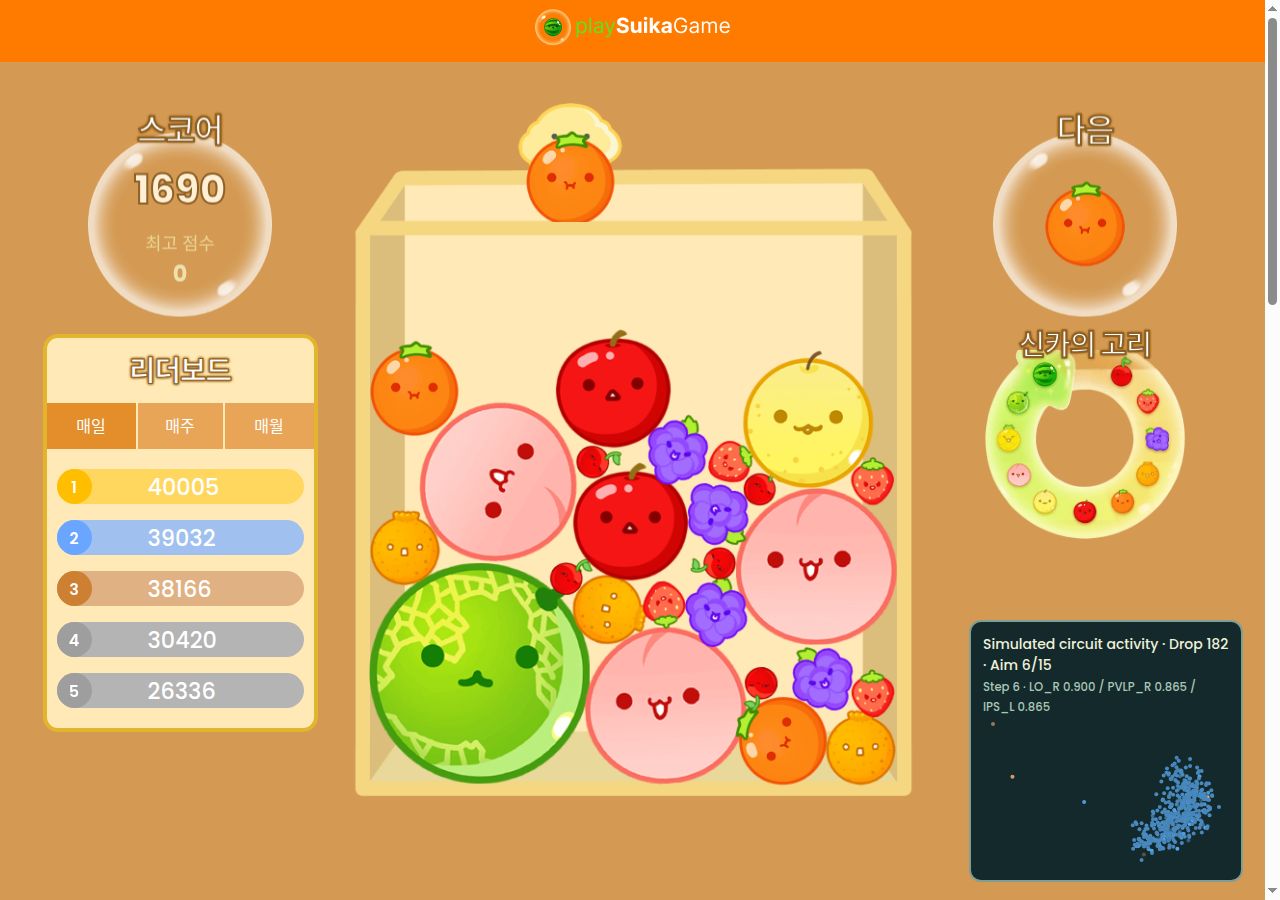 playSuikaGame
스코어
1690
최고 점수
0
다음
리더보드
매일 매주 매월
1 40005
2 39032
3 38166
4 30420
5 26336
신카의 고리
Simulated circuit activity · Drop 182
· Aim 6/15
Step 6 · LO_R 0.900 / PVLP_R 0.865 /
IPS_L 0.865